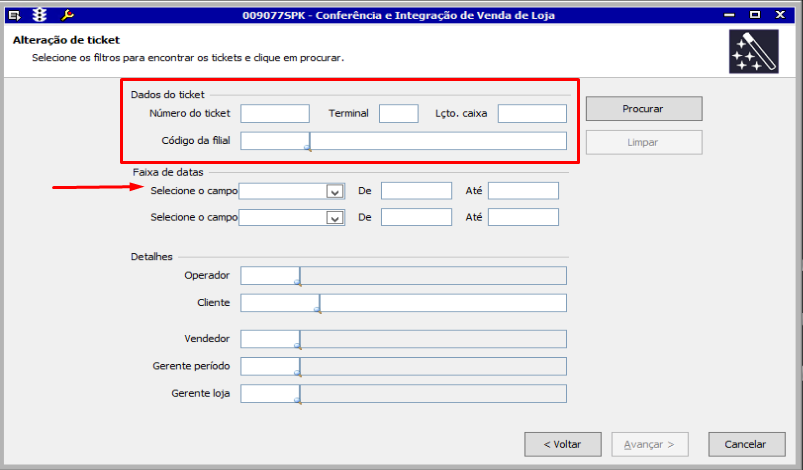 009077SPK - Conferência e Integração de Venda de Loja
Alteração de ticket
Selecione os filtros para encontrar os tickets e clique em procurar.
Dados do ticket
Número do ticket Terminal Lçto. caixa Procurar
Código da filial Limpar
Faixa de datas
Selecione o campo De Até
Selecione o campo De Até
Detalhes
Operador
Cliente
Vendedor
Gerente período
Gerente loja
< Voltar Avançar > Cancelar